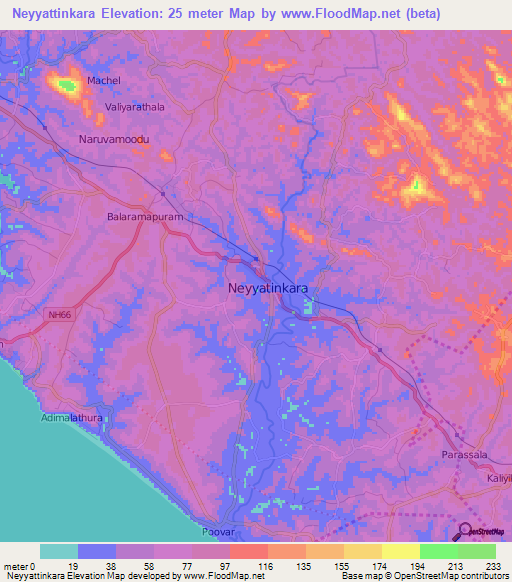 Neyyattinkara Elevation: 25 meter Map by www.FloodMap.net (beta)
Machel
Valiyarathala
Naruvamoodu
Balaramapuram
Neyyatinkara
NH66
Adimalathura
Parassala
Poovar
OpenStreetMap
meter 0 19 38 58 77 97 116 135 155 174 194 213 233
Neyyattinkara Elevation Map developed by www.FloodMap.net
Base map © OpenStreetMap contributors